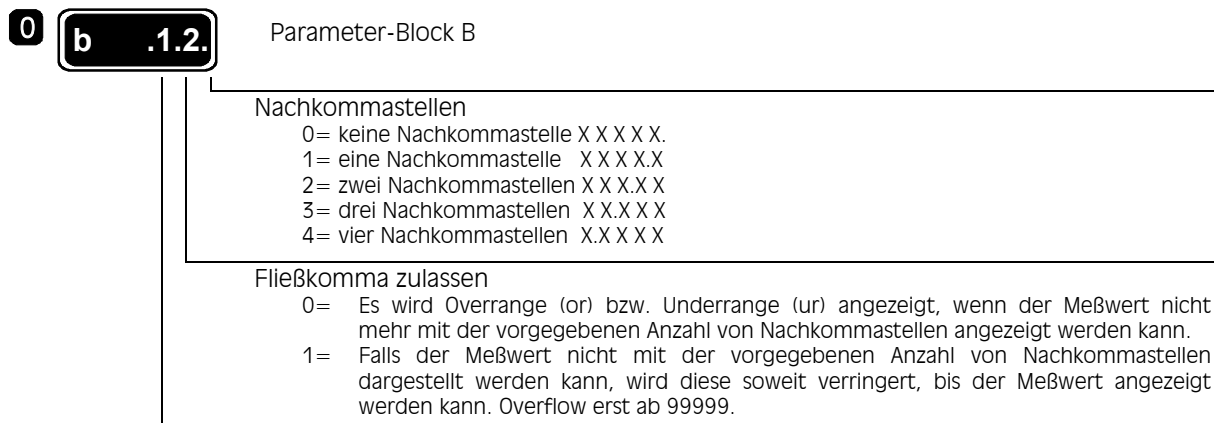 0 b .1.2. Parameter-Block B
Nachkommastellen
0= keine Nachkommastelle X X X X X.
1= eine Nachkommastelle X X X X.X
2= zwei Nachkommastellen X X X.X X
3= drei Nachkommastellen X X.X X X
4= vier Nachkommastellen X.X X X X
Fließkomma zulassen
0= Es wird Overrange (or) bzw. Underrange (ur) angezeigt, wenn der Meßwert nicht
mehr mit der vorgegebenen Anzahl von Nachkommastellen angezeigt werden kann.
1= Falls der Meßwert nicht mit der vorgegebenen Anzahl von Nachkommastellen
dargestellt werden kann, wird diese soweit verringert, bis der Meßwert angezeigt
werden kann. Overflow erst ab 99999.